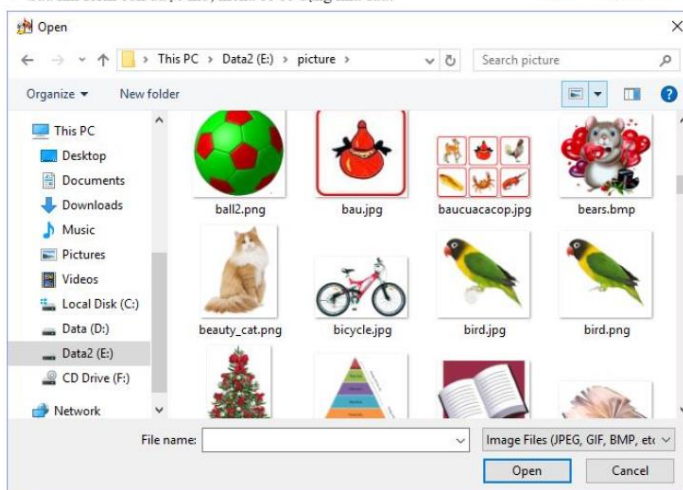 Open
This PC > Data2 (E:) > picture >
Search picture
Organize
New folder
This PC
Desktop
Documents
Downloads
Music
Pictures
Videos
Local Disk (C:)
Data (D:)
Data2 (E:)
CD Drive (F:)
Network
ball2.png
bau.jpg
baucuacacop.jpg
bears.bmp
beauty_cat.png
bicycle.jpg
bird.jpg
bird.png
File name:
Image Files (JPEG, GIF, BMP, etc
Open
Cancel